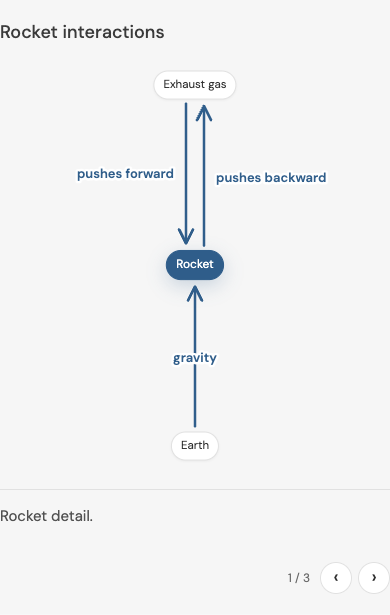 Rocket interactions
Exhaust gas
pushes forward
pushes backward
Rocket
gravity
Earth
Rocket detail.
1 / 3
‹
›